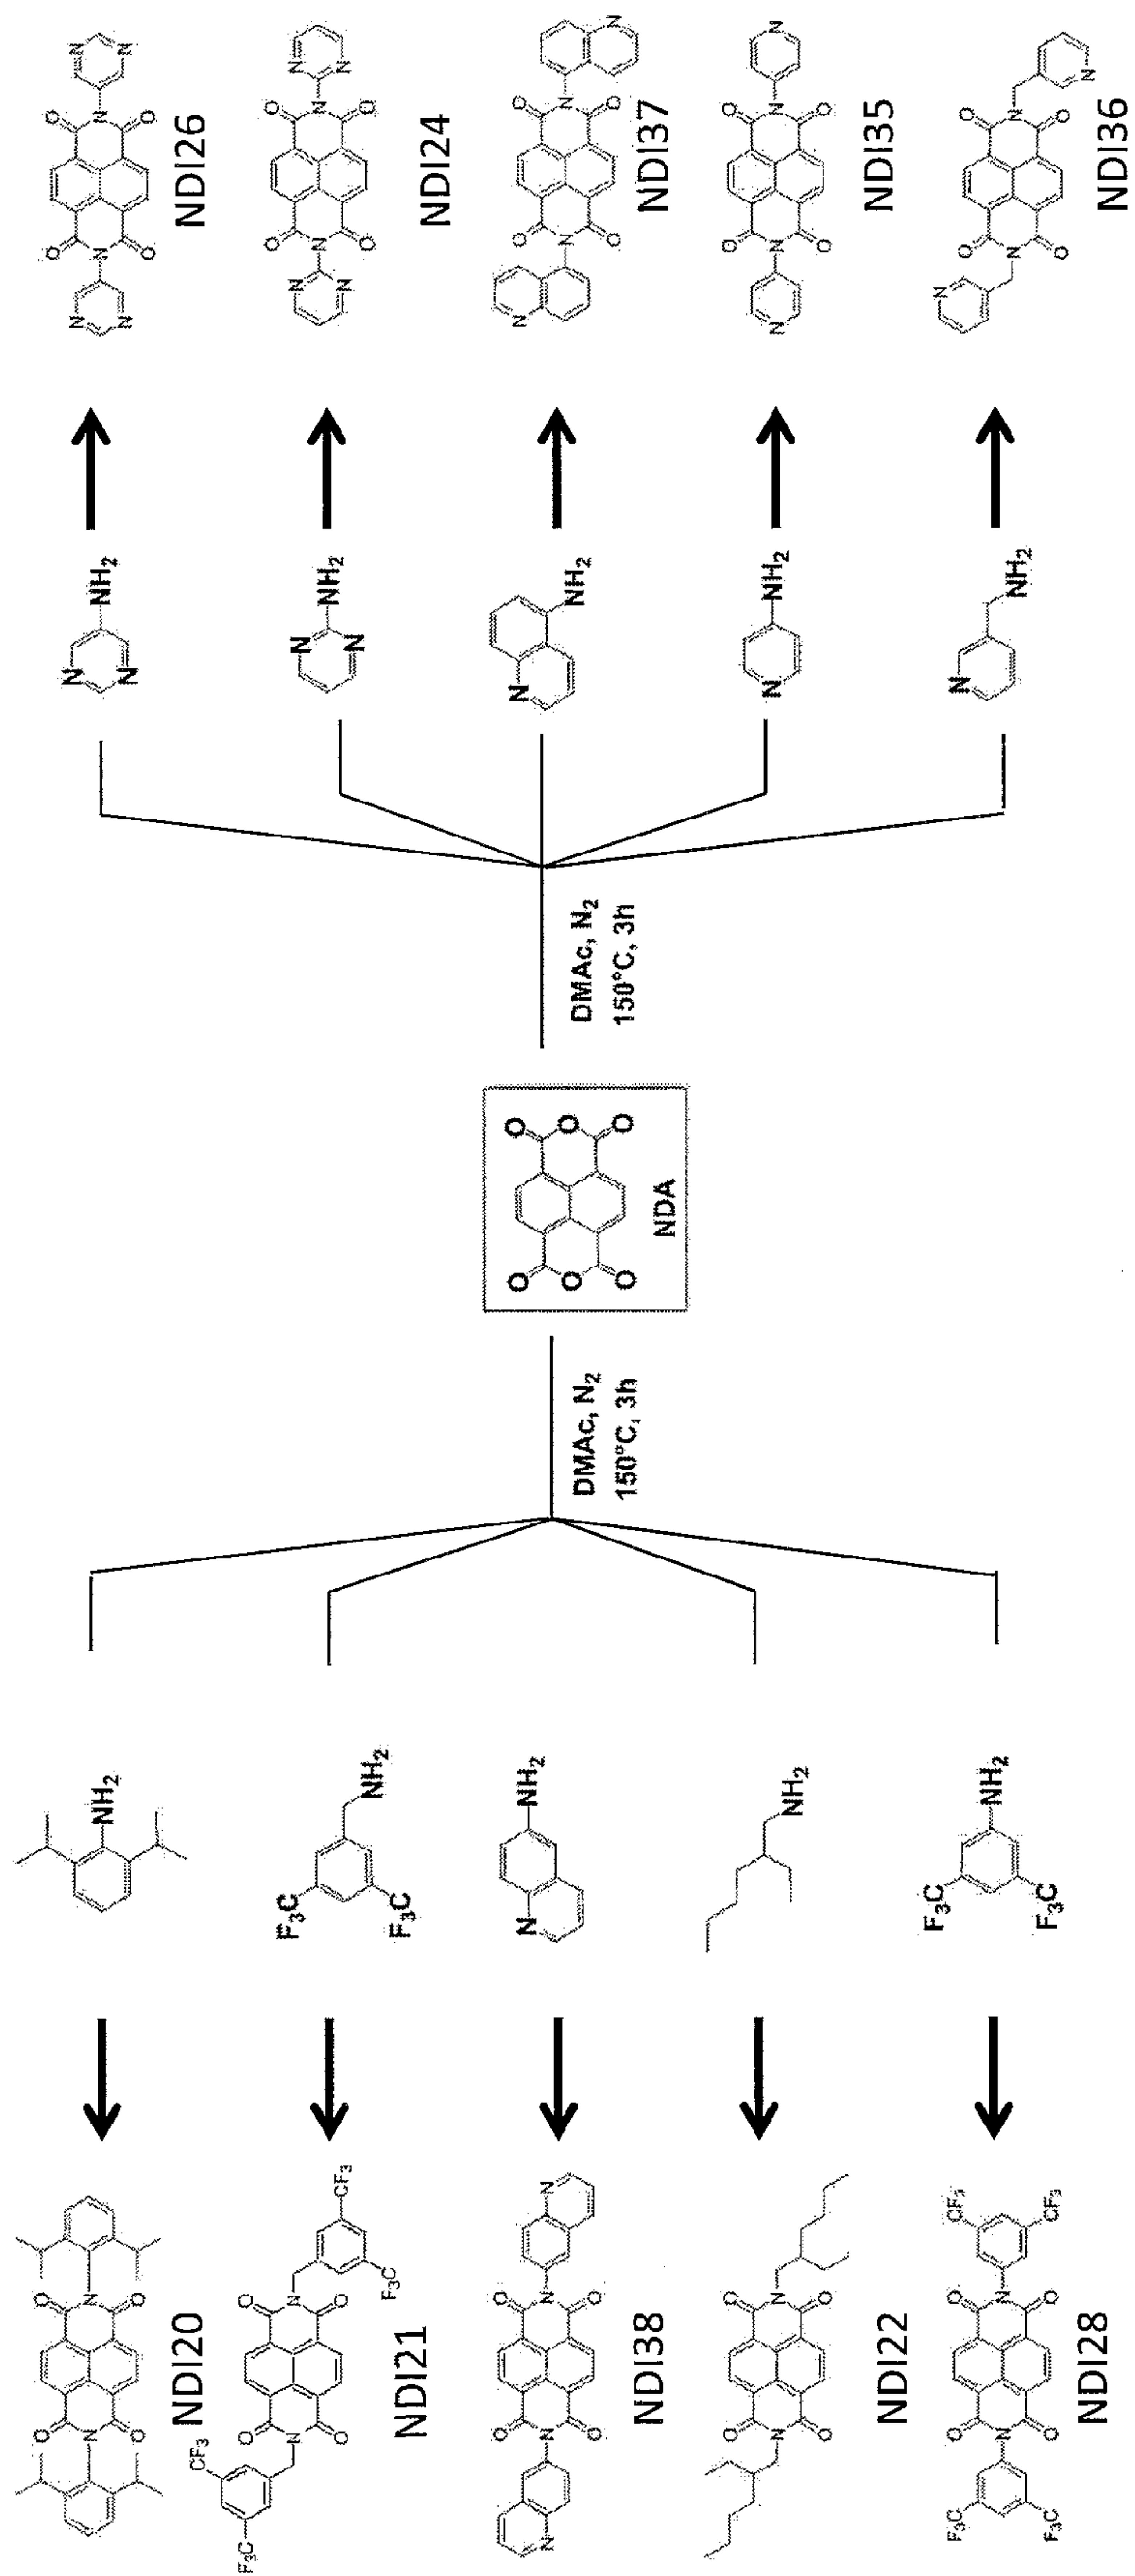 O O
N N
O O
NDI20
NH₂
N
N
NH₂
N O O N
N N
N O O N
NDI26
CF₃
O O
N N
F₃C O O CF₃
F₃C
NDI21
F₃C
F₃C
NH₂
N
N
NH₂
N O O N
N N
N O O N
NDI24
O O N
N N
N O O
NDI38
N
NH₂
DMAc, N₂
150°C, 3h
O O
O O
O O
NDA
DMAc, N₂
150°C, 3h
N
NH₂
O O
N N
N O O N
NDI37
O O
N N
O O
NDI22
NH₂
N
NH₂
O O
N N N N
O O
NDI35
F₃C O O CF₃
N N
CF₃ O O CF₃
NDI28
F₃C
F₃C
NH₂
N
NH₂
N O O
N N
O O N
NDI36